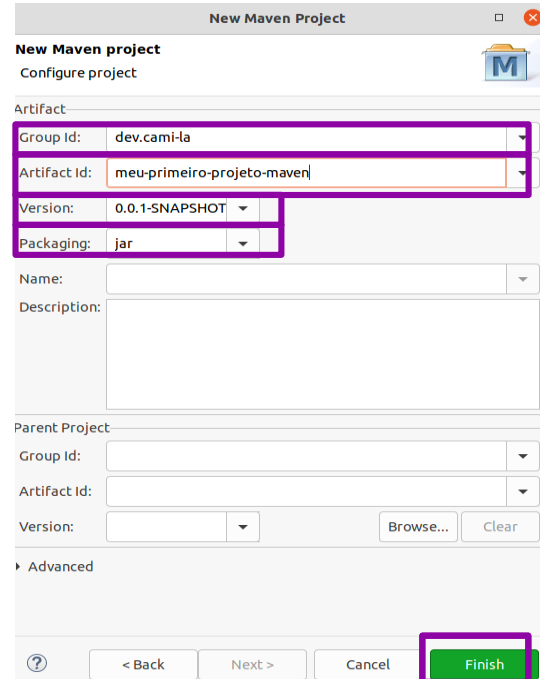 New Maven Project
New Maven project
Configure project
M
Artifact
Group Id: dev.cami-la
Artifact Id: meu-primeiro-projeto-maven
Version: 0.0.1-SNAPSHOT
Packaging: jar
Name:
Description:
Parent Project
Group Id:
Artifact Id:
Version: Browse... Clear
Advanced
? < Back Next > Cancel Finish